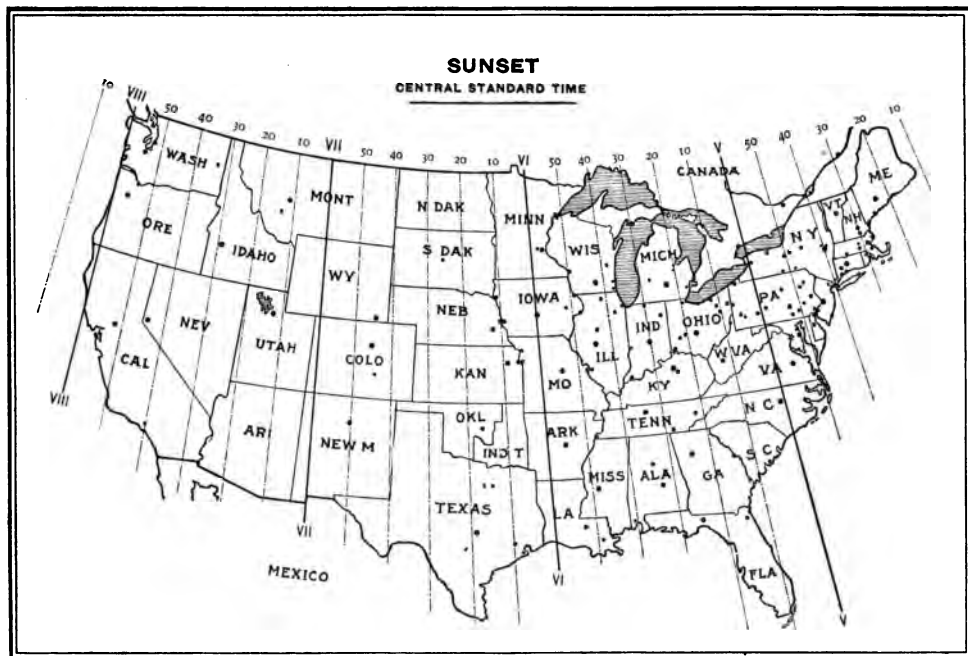 SUNSET
CENTRAL STANDARD TIME
10
VIII
50
40
30
20
10
VII
50
40
30
20
10
VI
50
40
30
20
10
V
50
40
30
20
10
CANADA
WASH
MONT
N DAK
MINN
ME
VT
NH
ORE
IDAHO
S DAK
WIS
MICH
N Y
WY
IOWA
NEB
PA
NEV
UTAH
COLO
ILL
IND
OHIO
W VA
CAL
KAN
MO
KY
VA
VIII
ARI
NEW M
OKL
IND T
ARK
TENN
N C
S C
MISS
ALA
GA
TEXAS
LA
VII
MEXICO
VI
FLA
V